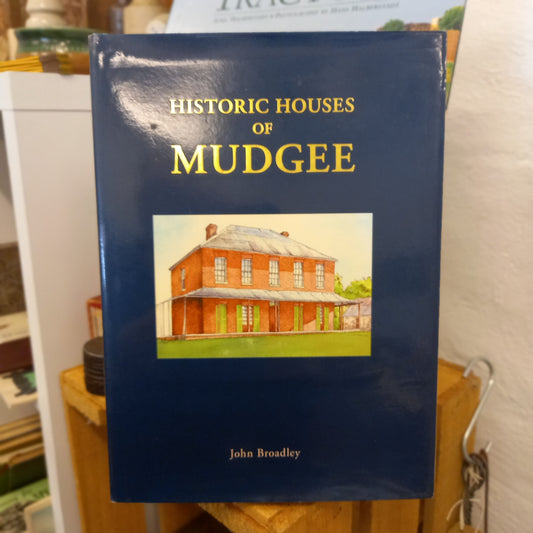 HISTORIC HOUSES
OF
MUDGEE
John Broadley